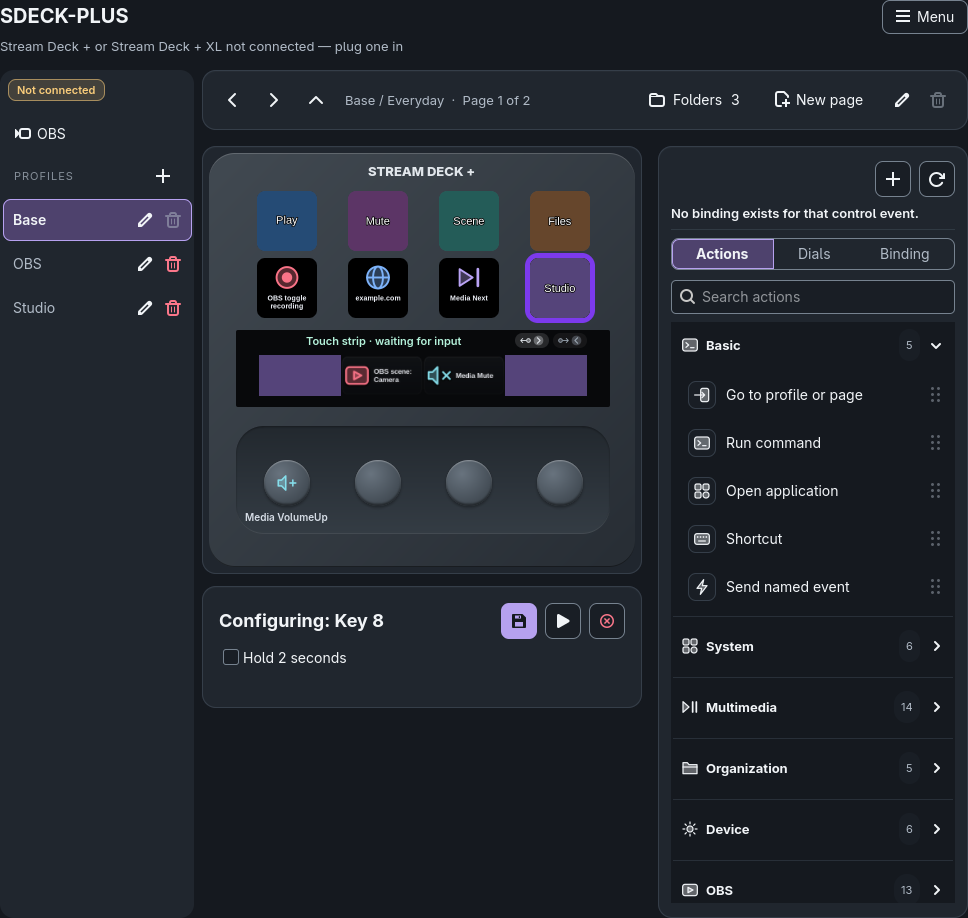 SDECK-PLUS
Menu
Stream Deck + or Stream Deck + XL not connected — plug one in
Not connected
OBS
PROFILES
Base
OBS
Studio
Base / Everyday · Page 1 of 2
Folders 3
New page
STREAM DECK +
Play
Mute
Scene
Files
OBS toggle
recording
example.com
Media Next
Studio
Touch strip · waiting for input
OBS scene:
Camera
Media Mute
Media VolumeUp
Configuring: Key 8
Hold 2 seconds
No binding exists for that control event.
Actions
Dials
Binding
Search actions
Basic 5
Go to profile or page
Run command
Open application
Shortcut
Send named event
System 6
Multimedia 14
Organization 5
Device 6
OBS 13